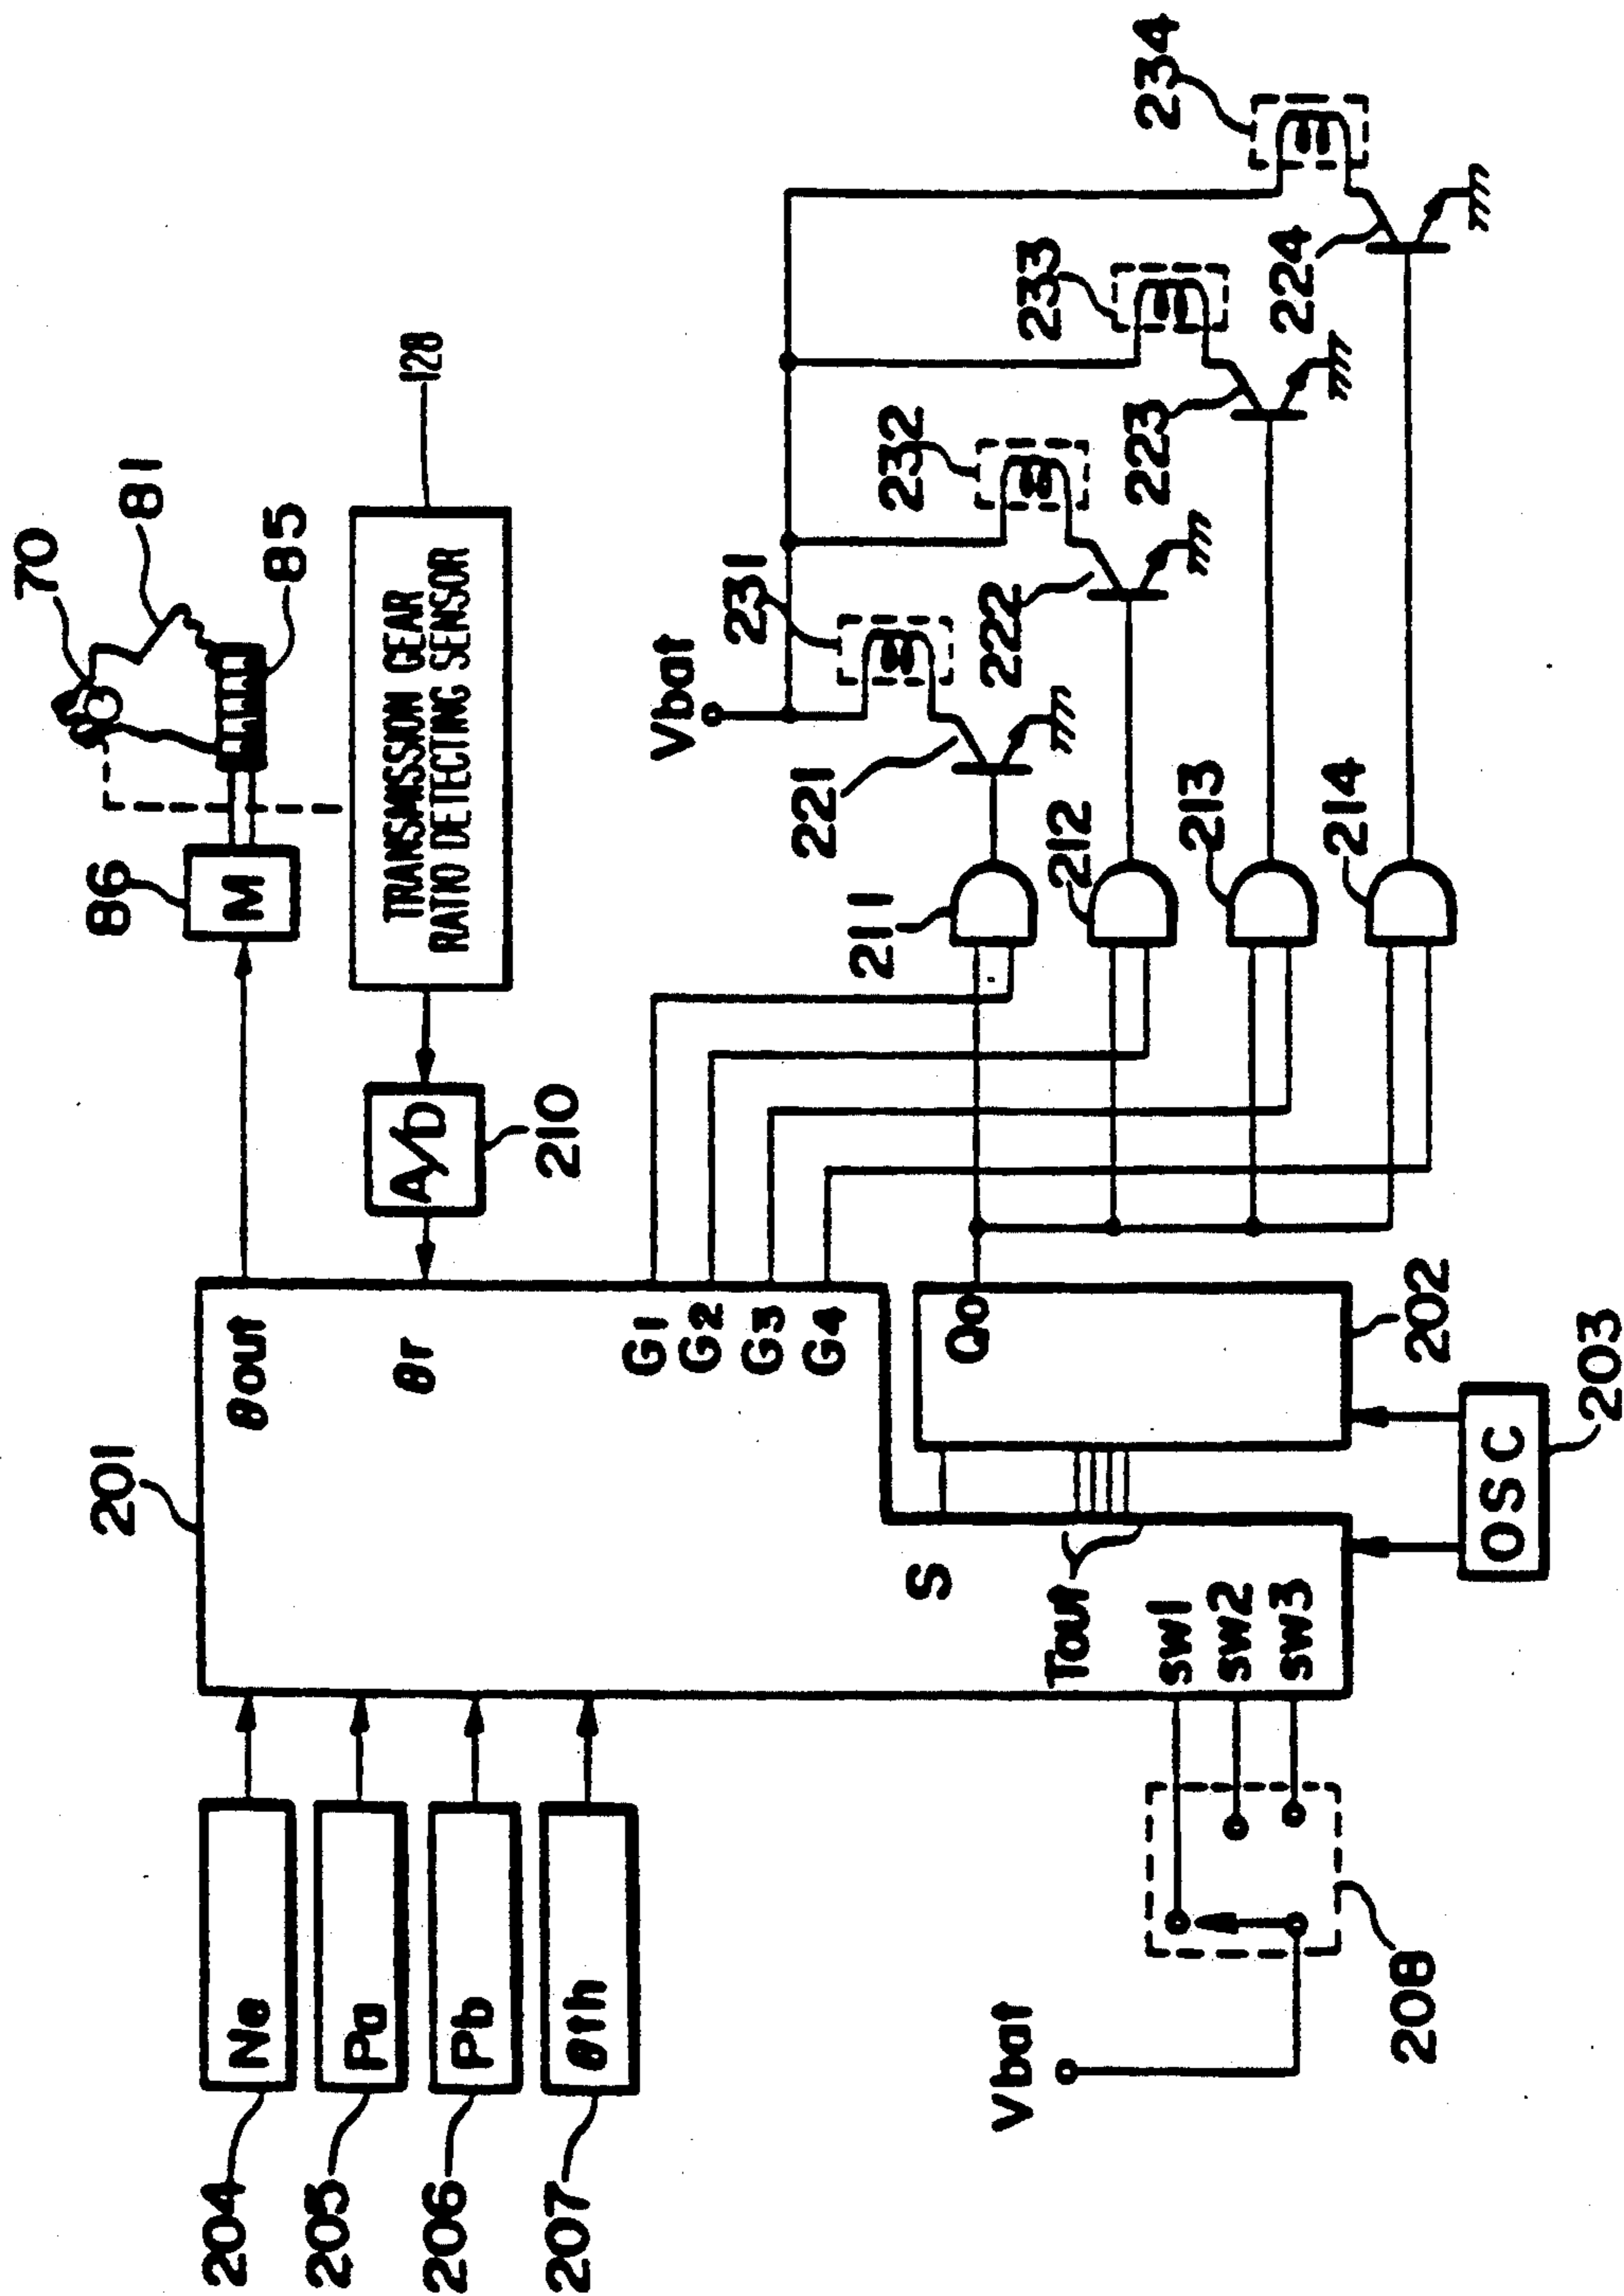 204
Ne
205
Pa
206
Pb
207
θth
201
θout
θr
G1
G2
G3
G4
S
Tout
SW1
SW2
SW3
Qo
202
OSC
203
Vbat
208
86
M
70
81
85
TRANSMISSION GEAR
RATIO DETECTING SENSOR
128
A/D
210
211
212
213
214
Vbat
221
222
223
224
231
232
233
234